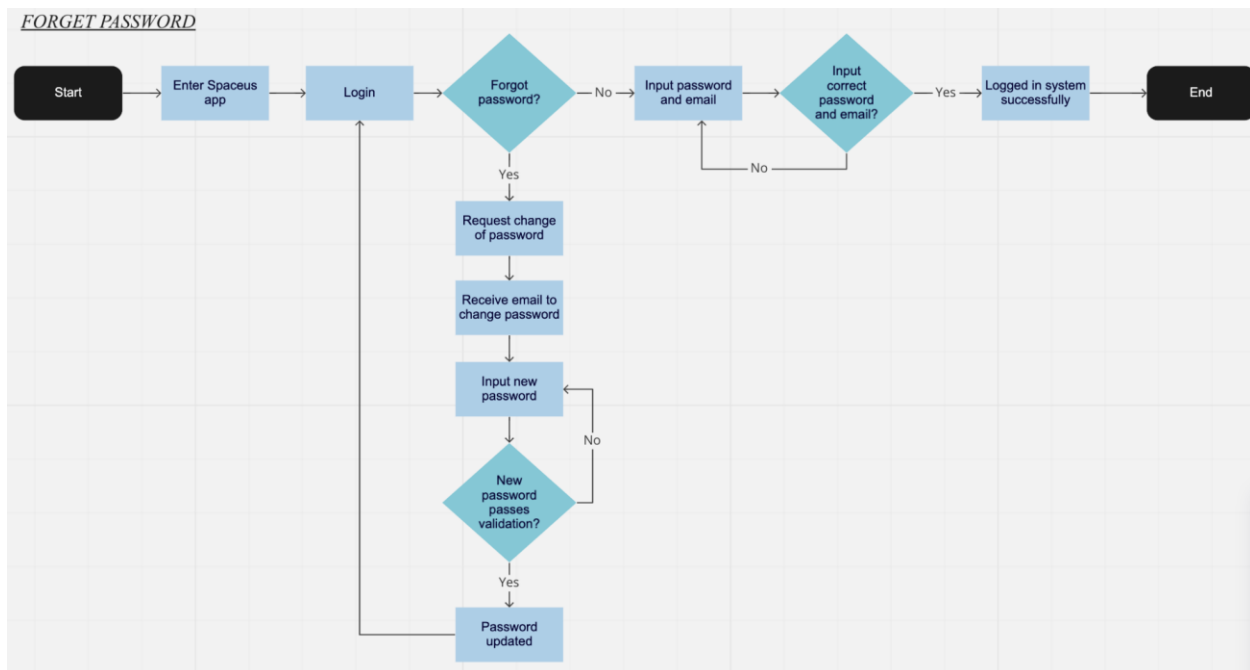 FORGET PASSWORD
Start
Enter Spaceus
app
Login
Forgot
password?
No
Input password
and email
Input
correct
password
and email?
Yes
Logged in system
successfully
End
No
Yes
Request change
of password
Receive email to
change password
Input new
password
No
New
password
passes
validation?
Yes
Password
updated